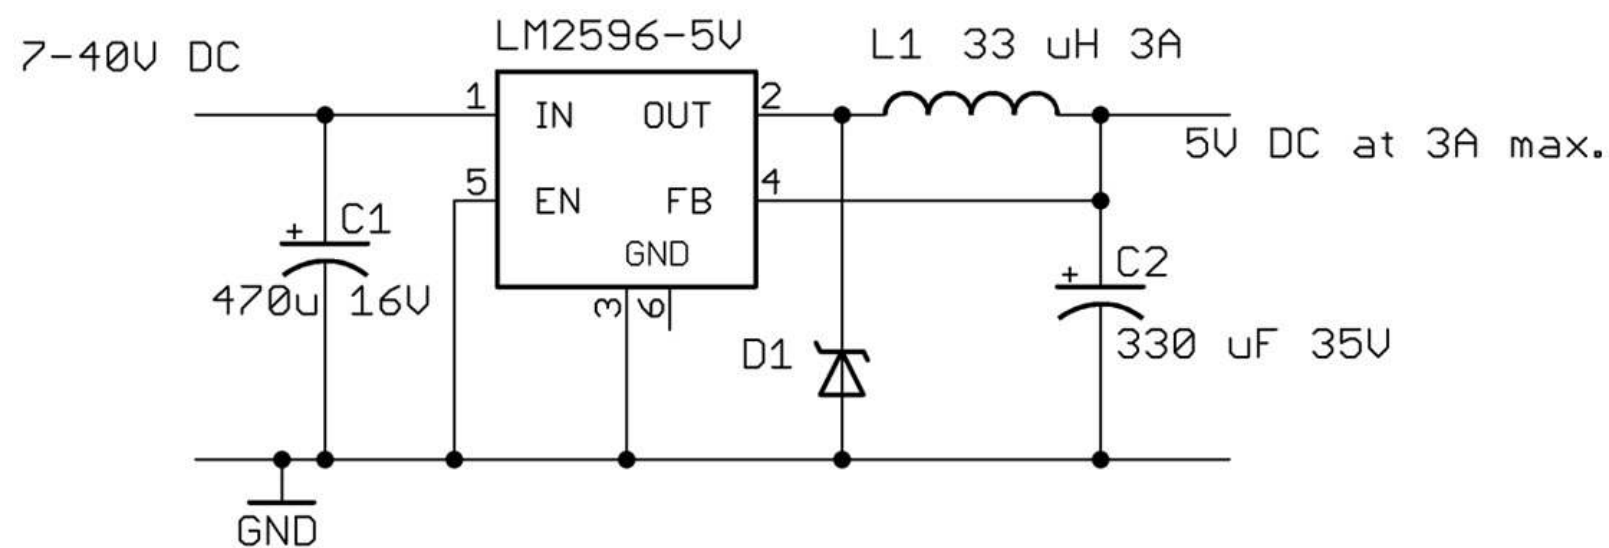 LM2596-5V
L1 33 uH 3A
7-40V DC
1
IN
OUT
2
5V DC at 3A max.
5
EN
FB
4
C1
+
GND
C2
+
470u 16V
3
6
D1
330 uF 35V
GND